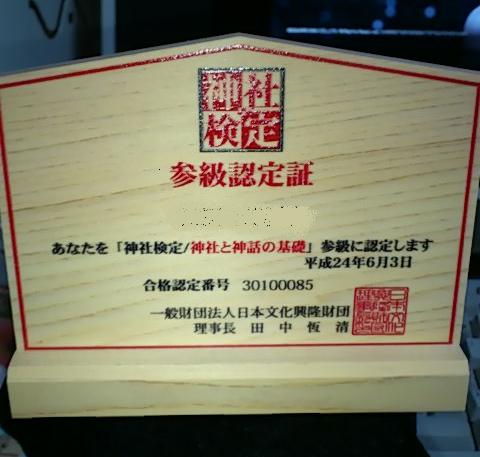 神社
検定
参級認定証
あなたを「神社検定/神社と神話の基礎」参級に認定します
平成24年6月3日
合格認定番号 30100085
一般財団法人日本文化興隆財団
理事長 田中恆清